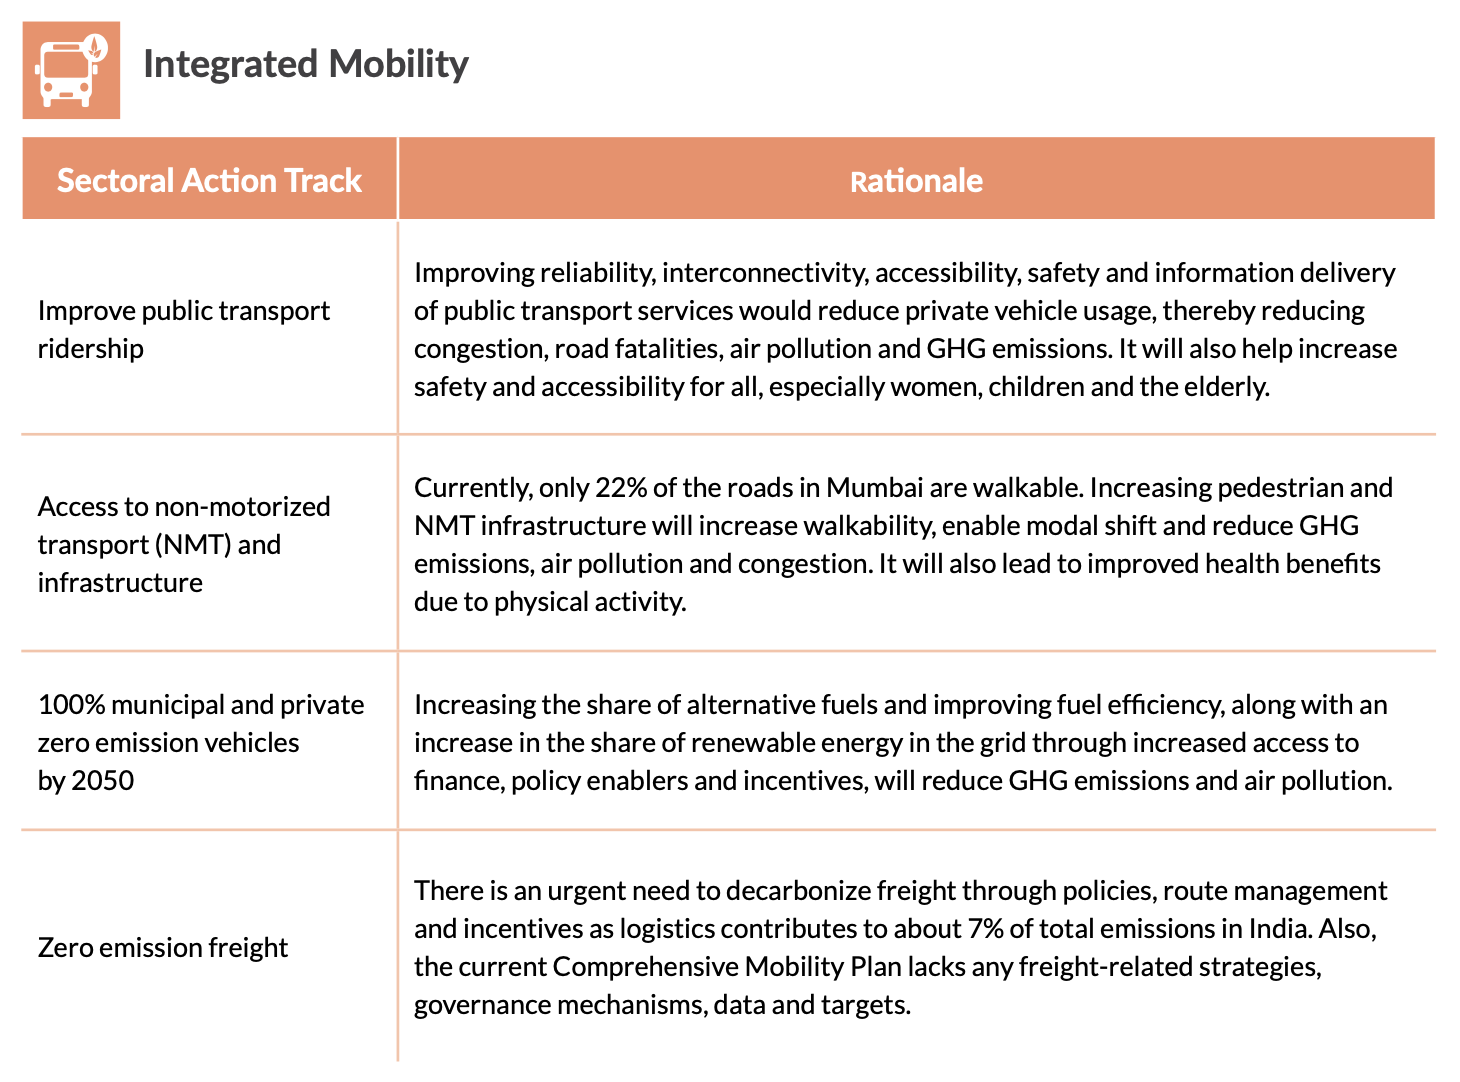 Integrated Mobility
Sectoral Action Track
Rationale
Improve public transport
ridership
Improving reliability, interconnectivity, accessibility, safety and information delivery
of public transport services would reduce private vehicle usage, thereby reducing
congestion, road fatalities, air pollution and GHG emissions. It will also help increase
safety and accessibility for all, especially women, children and the elderly.
Access to non-motorized
transport (NMT) and
infrastructure
Currently, only 22% of the roads in Mumbai are walkable. Increasing pedestrian and
NMT infrastructure will increase walkability, enable modal shift and reduce GHG
emissions, air pollution and congestion. It will also lead to improved health benefits
due to physical activity.
100% municipal and private
zero emission vehicles
by 2050
Increasing the share of alternative fuels and improving fuel efficiency, along with an
increase in the share of renewable energy in the grid through increased access to
finance, policy enablers and incentives, will reduce GHG emissions and air pollution.
Zero emission freight
There is an urgent need to decarbonize freight through policies, route management
and incentives as logistics contributes to about 7% of total emissions in India. Also,
the current Comprehensive Mobility Plan lacks any freight-related strategies,
governance mechanisms, data and targets.